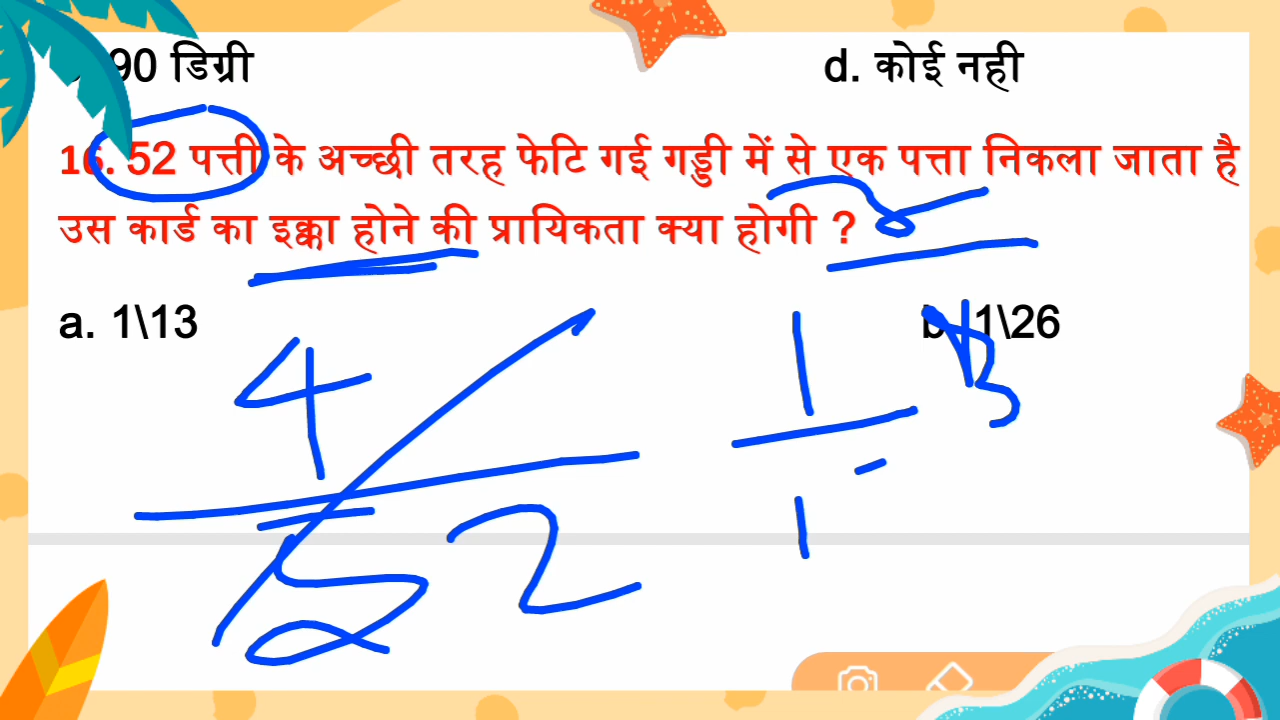 90 डिग्री d. कोई नही
16. 52 पत्ती के अच्छी तरह फेटि गई गड्डी में से एक पत्ता निकला जाता है
उस कार्ड का इक्का होने की प्रायिकता क्या होगी ?
a. 1\13 b. 1\26
4 1 13
52 1